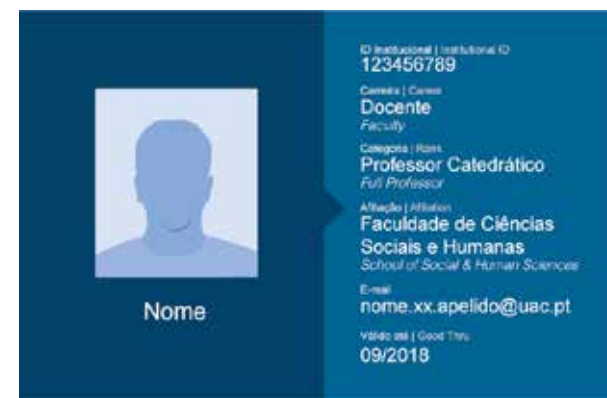 Nome
ID Institucional | Institutional ID
123456789
Carreira | Career
Docente
Faculty
Categoria | Rank
Professor Catedrático
Full Professor
Afiliação | Affiliation
Faculdade de Ciências
Sociais e Humanas
School of Social & Human Sciences
E-mail
nome.xx.apelido@uac.pt
Válido até | Good Thru
09/2018